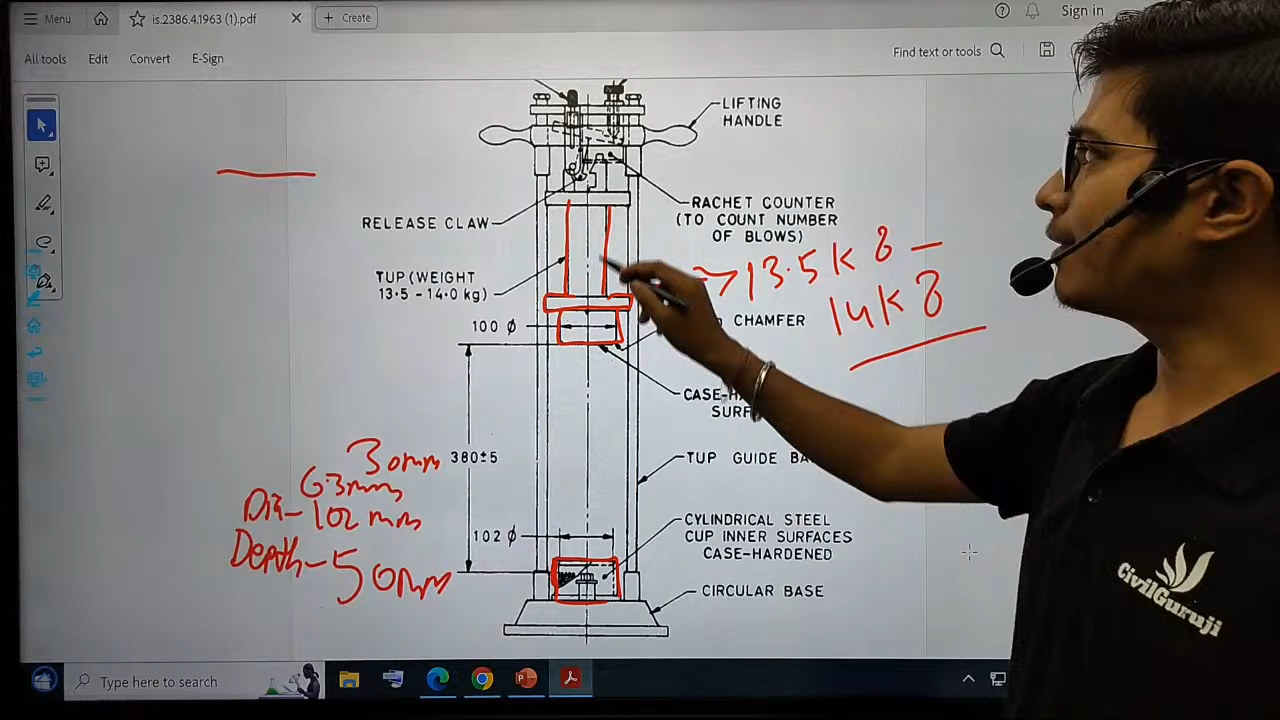 Menu
is.2386.4.1963 (1).pdf
Create
Sign in
All tools
Edit
Convert
E-Sign
Find text or tools
LIFTING
HANDLE
RELEASE CLAW
RACHET COUNTER
(TO COUNT NUMBER
OF BLOWS)
TUP (WEIGHT
13·5 – 14·0 kg)
13.5 K g –
14 K g
100 ϕ
CHAMFER
CASE-HA
SURF
380±5
TUP GUIDE BA
30mm
6.3mm
Dia – 102 mm
Depth – 50mm
102 ϕ
CYLINDRICAL STEEL
CUP INNER SURFACES
CASE-HARDENED
CIRCULAR BASE
CivilGuruji
Type here to search